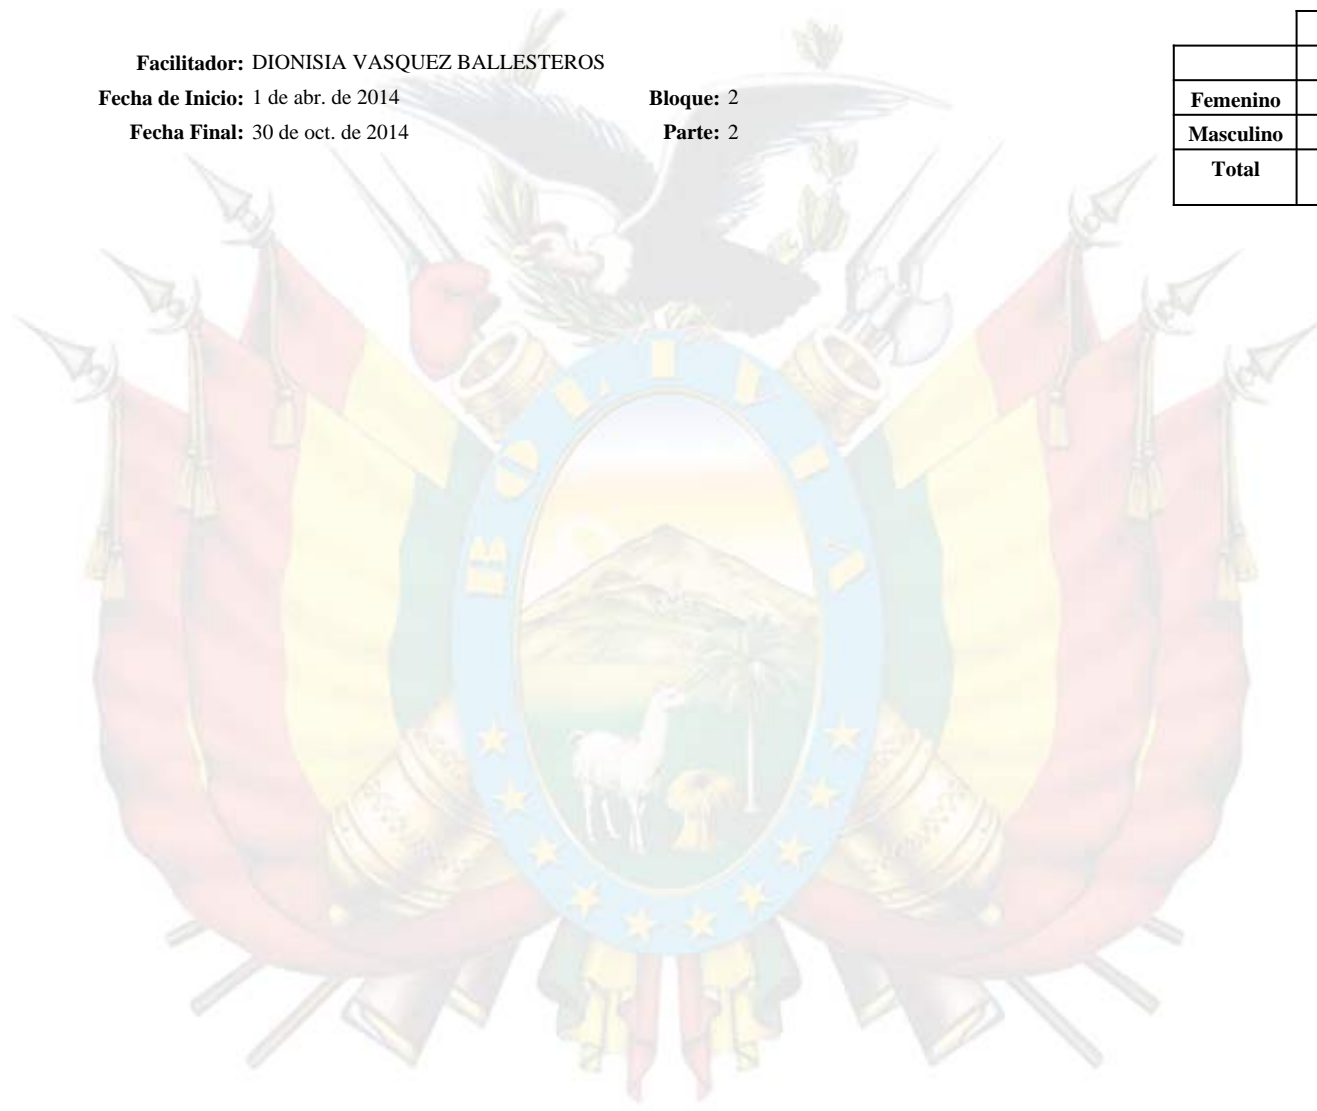 Facilitador: DIONISIA VASQUEZ BALLESTEROS
Fecha de Inicio: 1 de abr. de 2014 Bloque: 2
Fecha Final: 30 de oct. de 2014 Parte: 2
Femenino
Masculino
Total
BOLIVIA